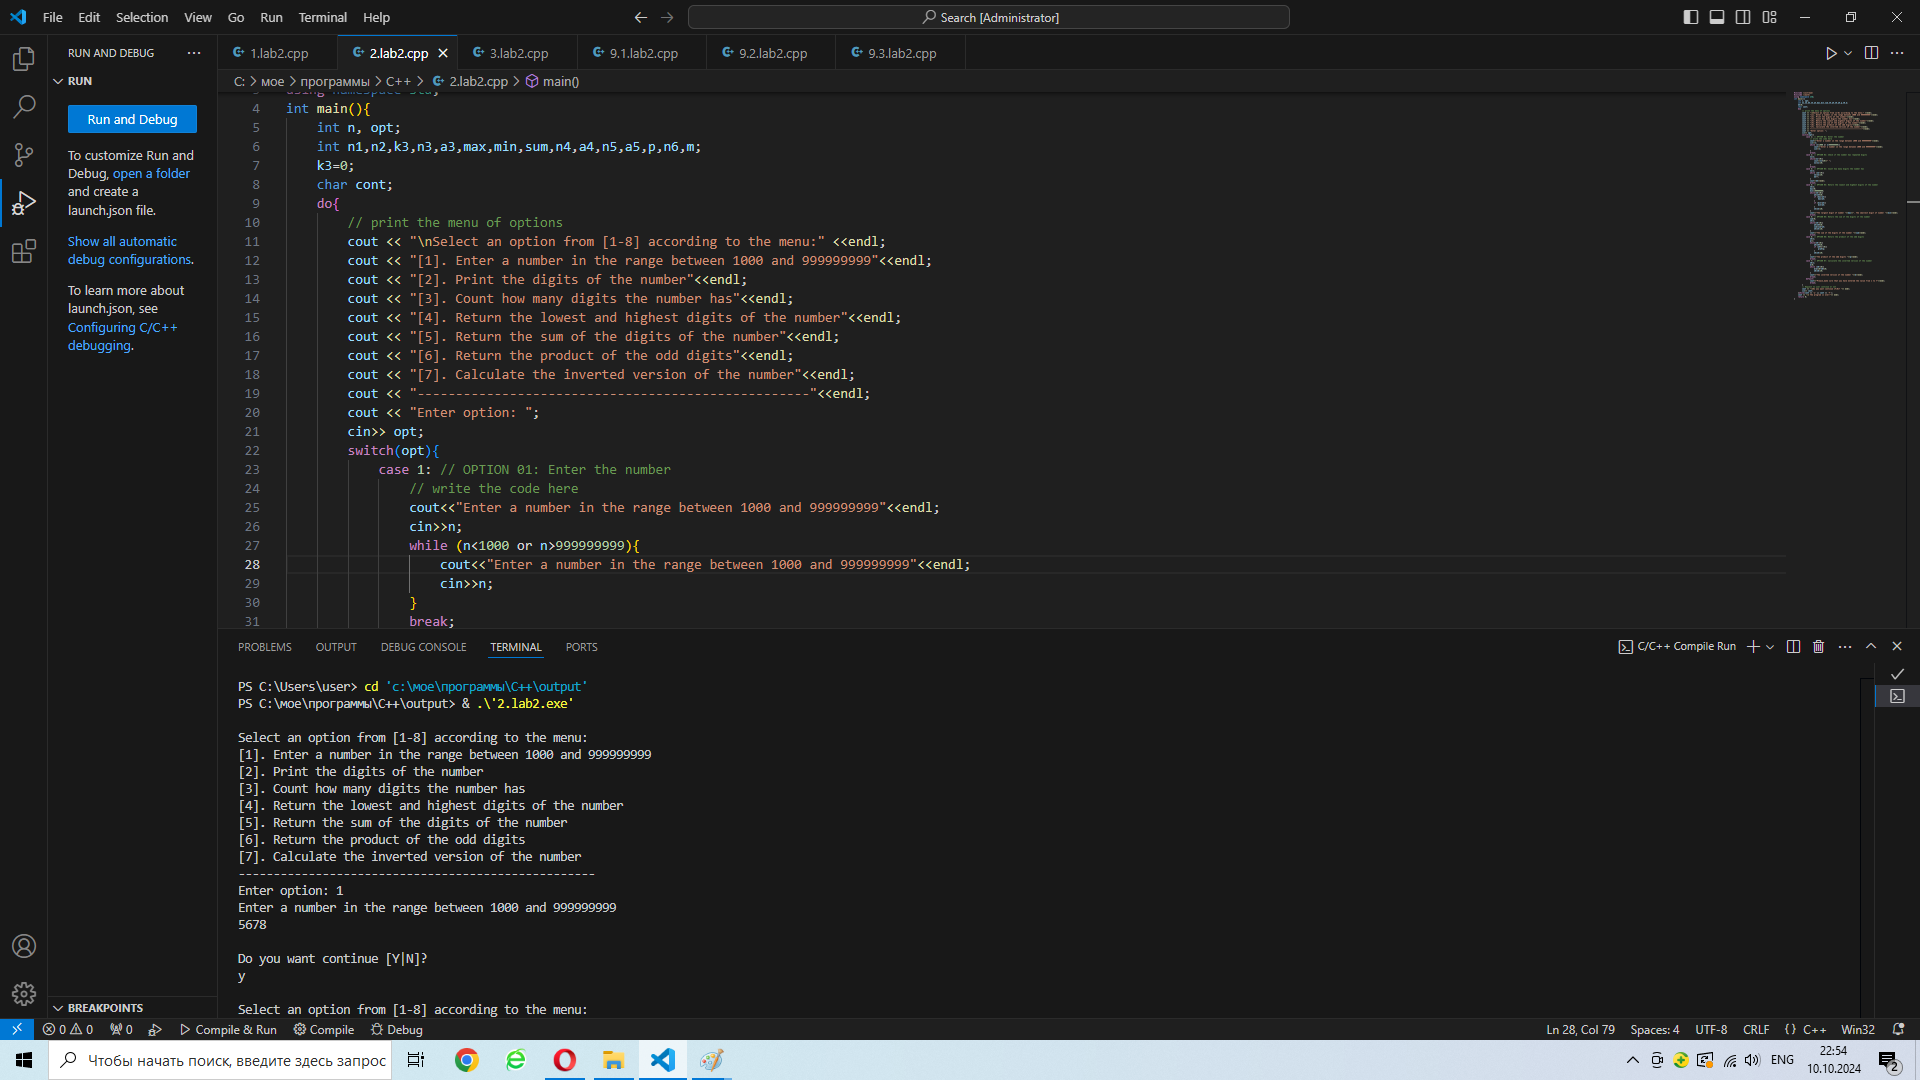 File Edit Selection View Go Run Terminal Help
Search [Administrator]
RUN AND DEBUG
RUN
Run and Debug
To customize Run and
Debug, open a folder
and create a
launch.json file.
Show all automatic
debug configurations.
To learn more about
launch.json, see
Configuring C/C++
debugging.
BREAKPOINTS
1.lab2.cpp 2.lab2.cpp 3.lab2.cpp 9.1.lab2.cpp 9.2.lab2.cpp 9.3.lab2.cpp
C: > мое > программы > C++ > 2.lab2.cpp > main()
3 using namespace std;
4 int main(){
5 int n, opt;
6 int n1,n2,k3,n3,a3,max,min,sum,n4,a4,n5,a5,p,n6,m;
7 k3=0;
8 char cont;
9 do{
10 // print the menu of options
11 cout << "\nSelect an option from [1-8] according to the menu:" <<endl;
12 cout << "[1]. Enter a number in the range between 1000 and 999999999"<<endl;
13 cout << "[2]. Print the digits of the number"<<endl;
14 cout << "[3]. Count how many digits the number has"<<endl;
15 cout << "[4]. Return the lowest and highest digits of the number"<<endl;
16 cout << "[5]. Return the sum of the digits of the number"<<endl;
17 cout << "[6]. Return the product of the odd digits"<<endl;
18 cout << "[7]. Calculate the inverted version of the number"<<endl;
19 cout << "---------------------------------------------------"<<endl;
20 cout << "Enter option: ";
21 cin>> opt;
22 switch(opt){
23 case 1: // OPTION 01: Enter the number
24 // write the code here
25 cout<<"Enter a number in the range between 1000 and 999999999"<<endl;
26 cin>>n;
27 while (n<1000 or n>999999999){
28 cout<<"Enter a number in the range between 1000 and 999999999"<<endl;
29 cin>>n;
30 }
31 break;
PROBLEMS OUTPUT DEBUG CONSOLE TERMINAL PORTS
C/C++ Compile Run
PS C:\Users\user> cd 'c:\мое\программы\C++\output'
PS C:\мое\программы\C++\output> & .\'2.lab2.exe'
Select an option from [1-8] according to the menu:
[1]. Enter a number in the range between 1000 and 999999999
[2]. Print the digits of the number
[3]. Count how many digits the number has
[4]. Return the lowest and highest digits of the number
[5]. Return the sum of the digits of the number
[6]. Return the product of the odd digits
[7]. Calculate the inverted version of the number
---------------------------------------------------
Enter option: 1
Enter a number in the range between 1000 and 999999999
5678
Do you want continue [Y|N]?
y
Select an option from [1-8] according to the menu:
0 0 0 Compile & Run Compile Debug
Ln 28, Col 79 Spaces: 4 UTF-8 CRLF {} C++ Win32
Чтобы начать поиск, введите здесь запрос
ENG
22:54
10.10.2024
2